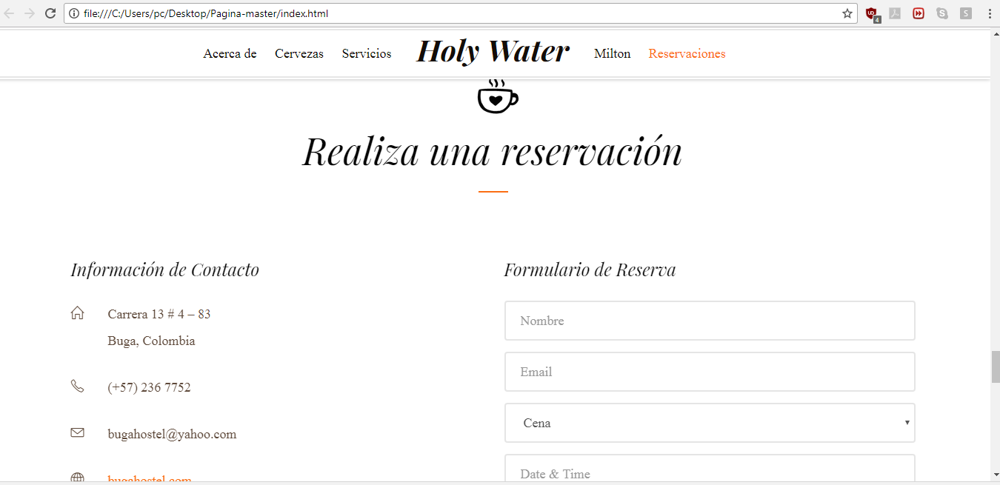 file:///C:/Users/pc/Desktop/Pagina-master/index.html
4
Acerca de Cervezas Servicios Holy Water Milton Reservaciones
Realiza una reservación
Información de Contacto
Carrera 13 # 4 – 83
Buga, Colombia
(+57) 236 7752
bugahostel@yahoo.com
bugahostel.com
Formulario de Reserva
Nombre
Email
Cena
Date & Time